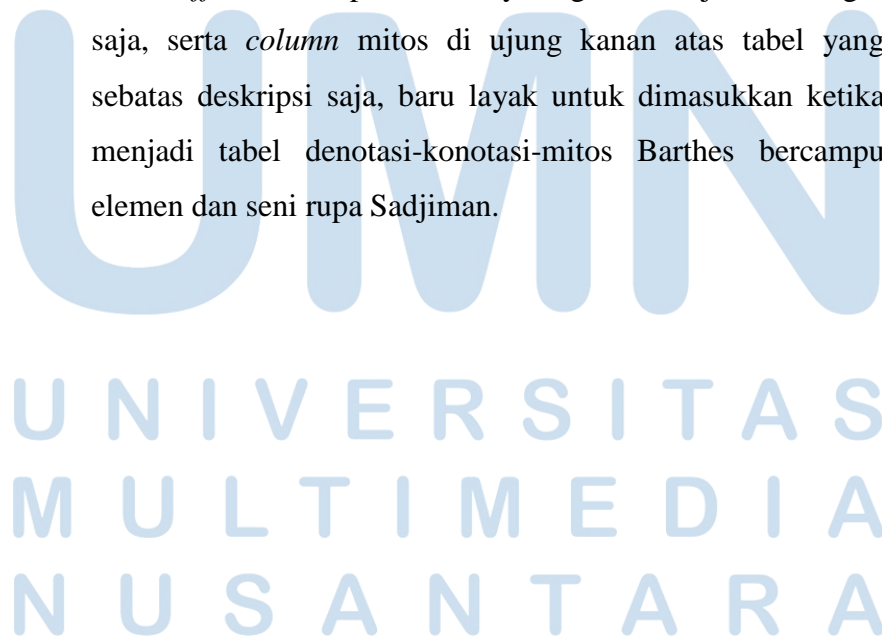 saja, serta column mitos di ujung kanan atas tabel yang
sebatas deskripsi saja, baru layak untuk dimasukkan ketika
menjadi tabel denotasi-konotasi-mitos Barthes bercampu
elemen dan seni rupa Sadjiman.
UMN
UNIVERSITAS
MULTIMEDIA
NUSANTARA